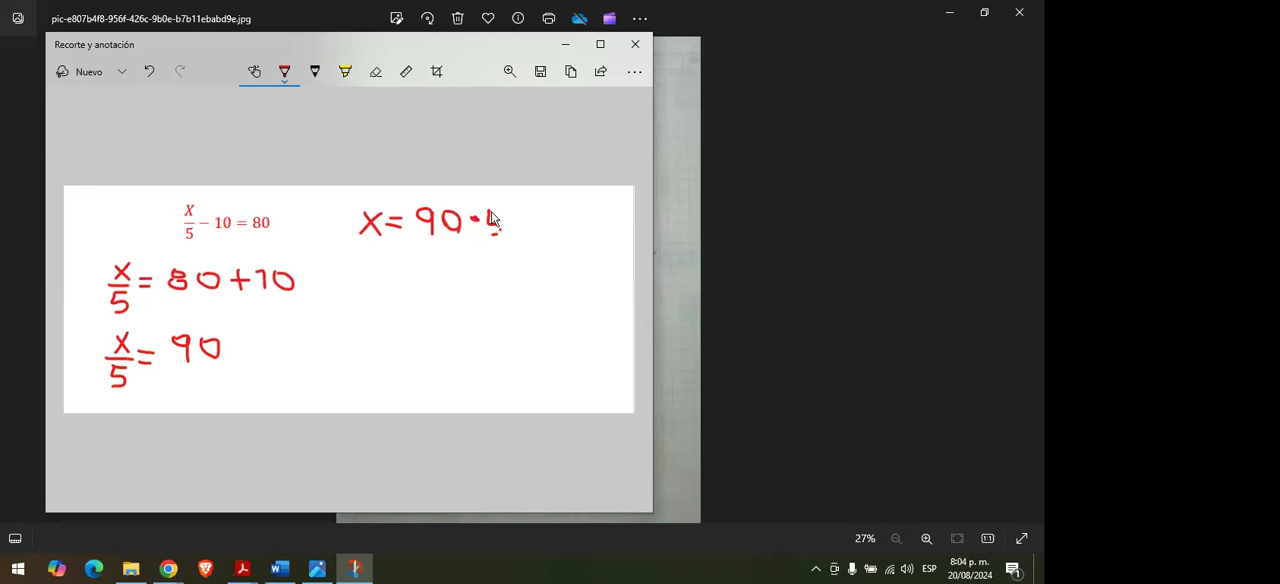 pic-e807b4f8-956f-426c-9b0e-b7b11ebabd9e.jpg
Recorte y anotación
Nuevo
X/5 − 10 = 80
x/5 = 80 + 10
x/5 = 90
x = 90 ·
27%
ESP
8:04 p. m.
20/08/2024